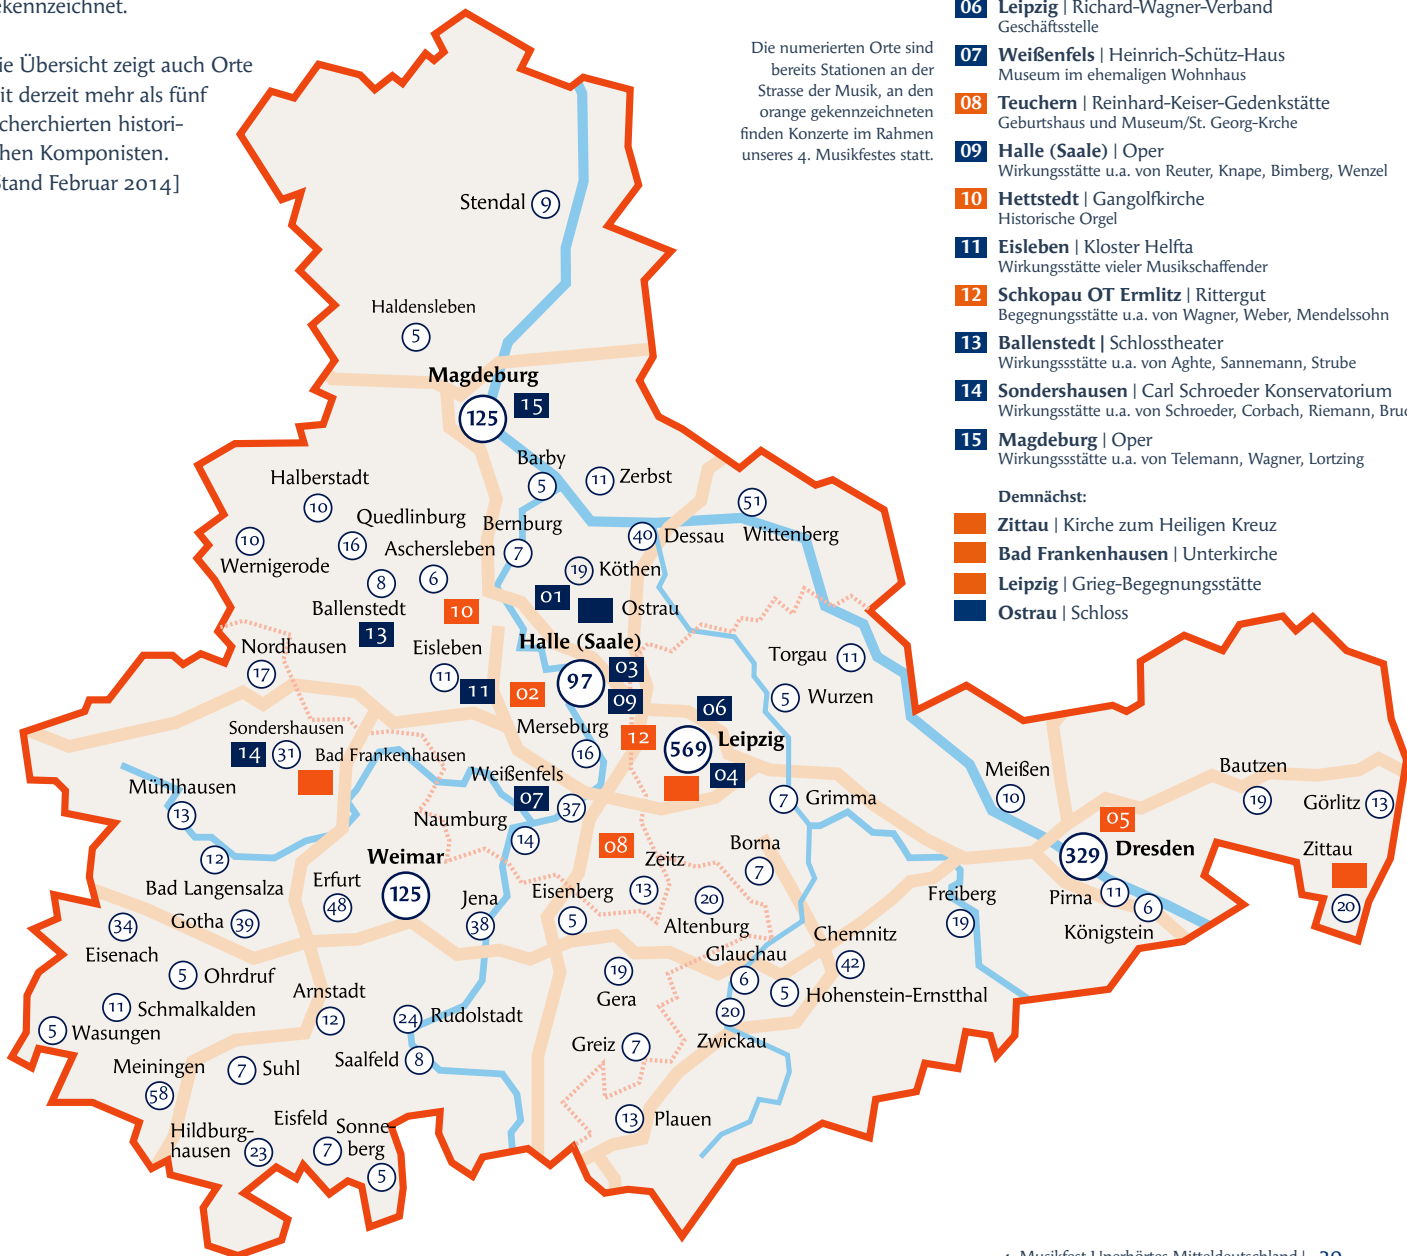 ekennzeichnet.
ie Übersicht zeigt auch Orte
it derzeit mehr als fünf
cherchierten histori-
hen Komponisten.
Stand Februar 2014]
Die numerierten Orte sind
bereits Stationen an der
Strasse der Musik, an den
orange gekennzeichneten
finden Konzerte im Rahmen
unseres 4. Musikfestes statt.
06 Leipzig | Richard-Wagner-Verband
Geschäftsstelle
07 Weißenfels | Heinrich-Schütz-Haus
Museum im ehemaligen Wohnhaus
08 Teuchern | Reinhard-Keiser-Gedenkstätte
Geburtshaus und Museum/St. Georg-Krche
09 Halle (Saale) | Oper
Wirkungsstätte u.a. von Reuter, Knape, Bimberg, Wenzel
10 Hettstedt | Gangolfkirche
Historische Orgel
11 Eisleben | Kloster Helfta
Wirkungsstätte vieler Musikschaffender
12 Schkopau OT Ermlitz | Rittergut
Begegnungsstätte u.a. von Wagner, Weber, Mendelssohn
13 Ballenstedt | Schlosstheater
Wirkungsstätte u.a. von Aghte, Sannemann, Strube
14 Sondershausen | Carl Schroeder Konservatorium
Wirkungsstätte u.a. von Schroeder, Corbach, Riemann, Bruc
15 Magdeburg | Oper
Wirkungssstätte u.a. von Telemann, Wagner, Lortzing
Demnächst:
Zittau | Kirche zum Heiligen Kreuz
Bad Frankenhausen | Unterkirche
Leipzig | Grieg-Begegnungsstätte
Ostrau | Schloss
Stendal 9
Haldensleben
5
Magdeburg
125 15
Barby
5
11 Zerbst
Halberstadt
10
51
Wittenberg
Quedlinburg
16
Bernburg
7
40 Dessau
10
Wernigerode
Aschersleben
6
19 Köthen
8
Ballenstedt
13
10
01
Ostrau
Halle (Saale)
97 03
09
02
Nordhausen
17
Eisleben
11 11
Torgau 11
5 Wurzen
06
569 Leipzig
04
12
Merseburg
16
Sondershausen
14 31
Bad Frankenhausen
Weißenfels
07 37
Mühlhausen
13
Naumburg
14
7 Grimma
Meißen
10
Bautzen
19
Görlitz 13
05
329 Dresden
Zittau
20
08
Zeitz
13
Borna
7
12
Bad Langensalza
Weimar
125
Erfurt
48
Jena
38
Eisenberg
5
20
Altenburg
Freiberg
19
Pirna 11
6
Königstein
34
Eisenach
Gotha 39
Chemnitz
42
Glauchau
6
5 Ohrdruf
19
Gera
5 Hohenstein-Ernstthal
Arnstadt
12
11 Schmalkalden
24 Rudolstadt
20
Zwickau
5 Wasungen
Greiz 7
Meiningen
58
7 Suhl
Saalfeld 8
13 Plauen
Hildburg-
hausen 23
Eisfeld
7
Sonne-
berg
5
4. Musikfest Unerhörtes Mitteldeutschland | 39